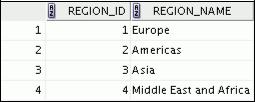 REGION_ID REGION_NAME
1 1 Europe
2 2 Americas
3 3 Asia
4 4 Middle East and Africa